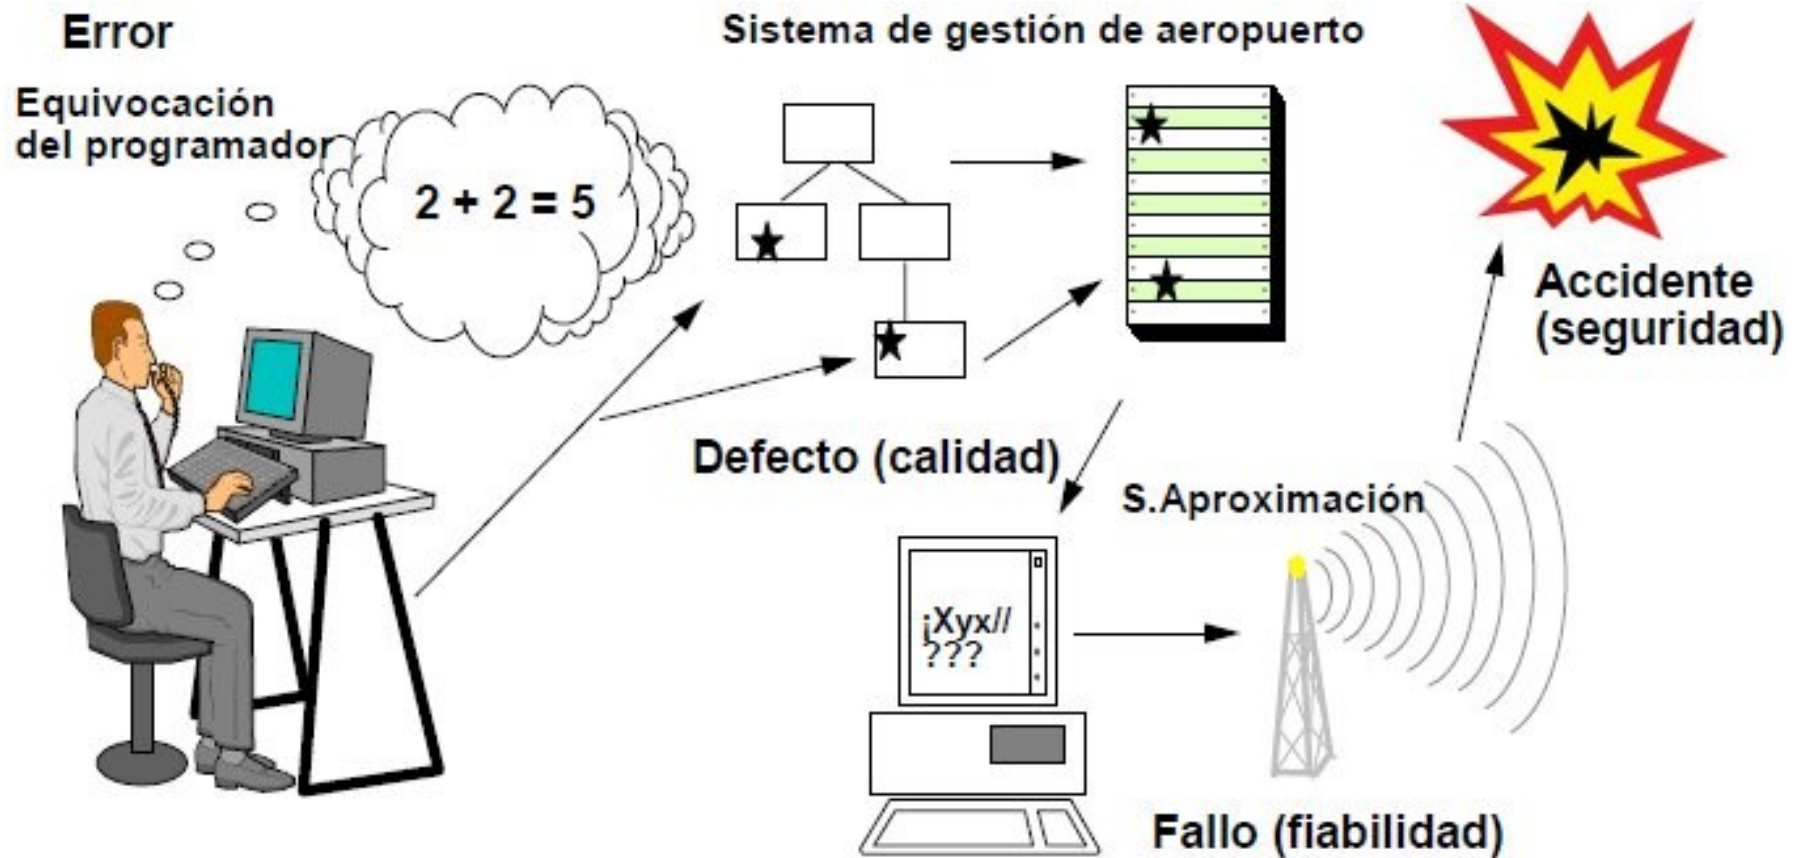 Error
Equivocación
del programador
2 + 2 = 5
Sistema de gestión de aeropuerto
Accidente
(seguridad)
Defecto (calidad)
S.Aproximación
¡Xyx//
???
Fallo (fiabilidad)